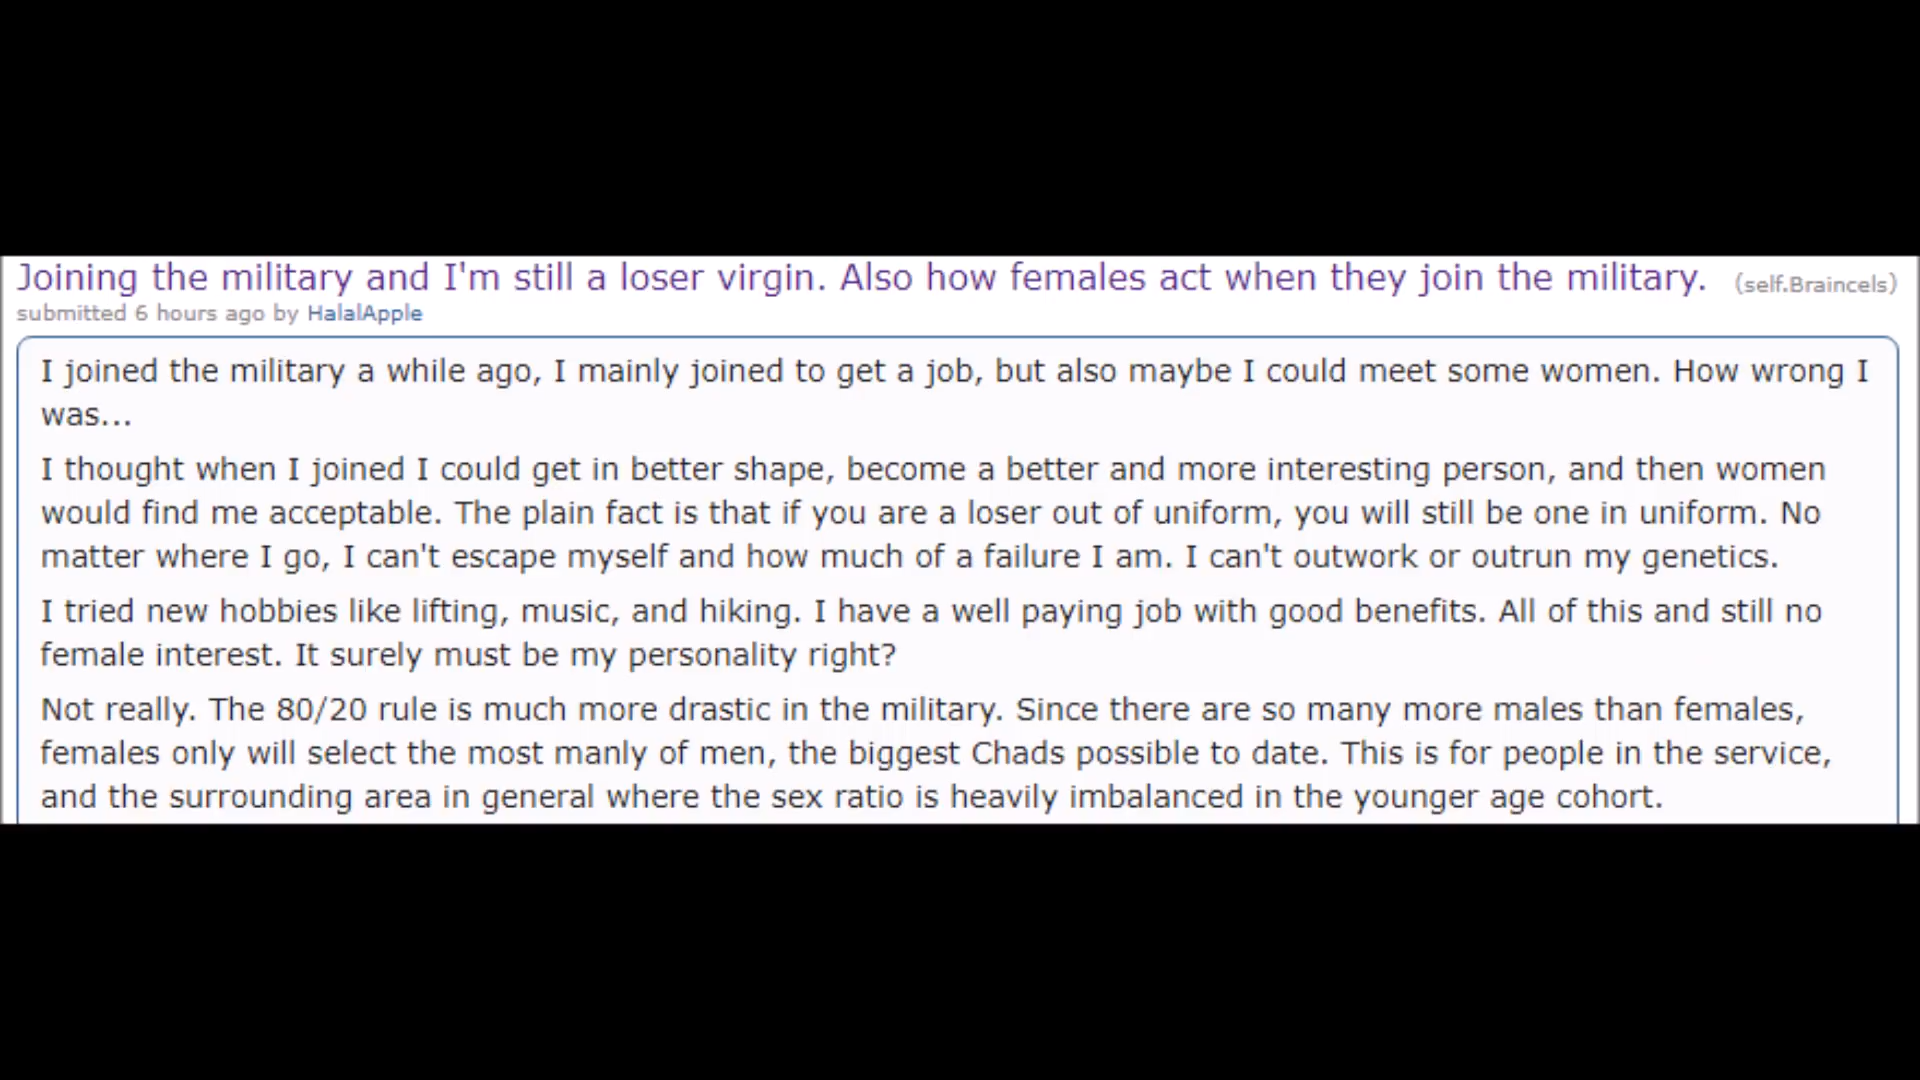 Joining the military and I'm still a loser virgin. Also how females act when they join the military. (self.Braincels)
submitted 6 hours ago by HalalApple
I joined the military a while ago, I mainly joined to get a job, but also maybe I could meet some women. How wrong I
was...
I thought when I joined I could get in better shape, become a better and more interesting person, and then women
would find me acceptable. The plain fact is that if you are a loser out of uniform, you will still be one in uniform. No
matter where I go, I can't escape myself and how much of a failure I am. I can't outwork or outrun my genetics.
I tried new hobbies like lifting, music, and hiking. I have a well paying job with good benefits. All of this and still no
female interest. It surely must be my personality right?
Not really. The 80/20 rule is much more drastic in the military. Since there are so many more males than females,
females only will select the most manly of men, the biggest Chads possible to date. This is for people in the service,
and the surrounding area in general where the sex ratio is heavily imbalanced in the younger age cohort.